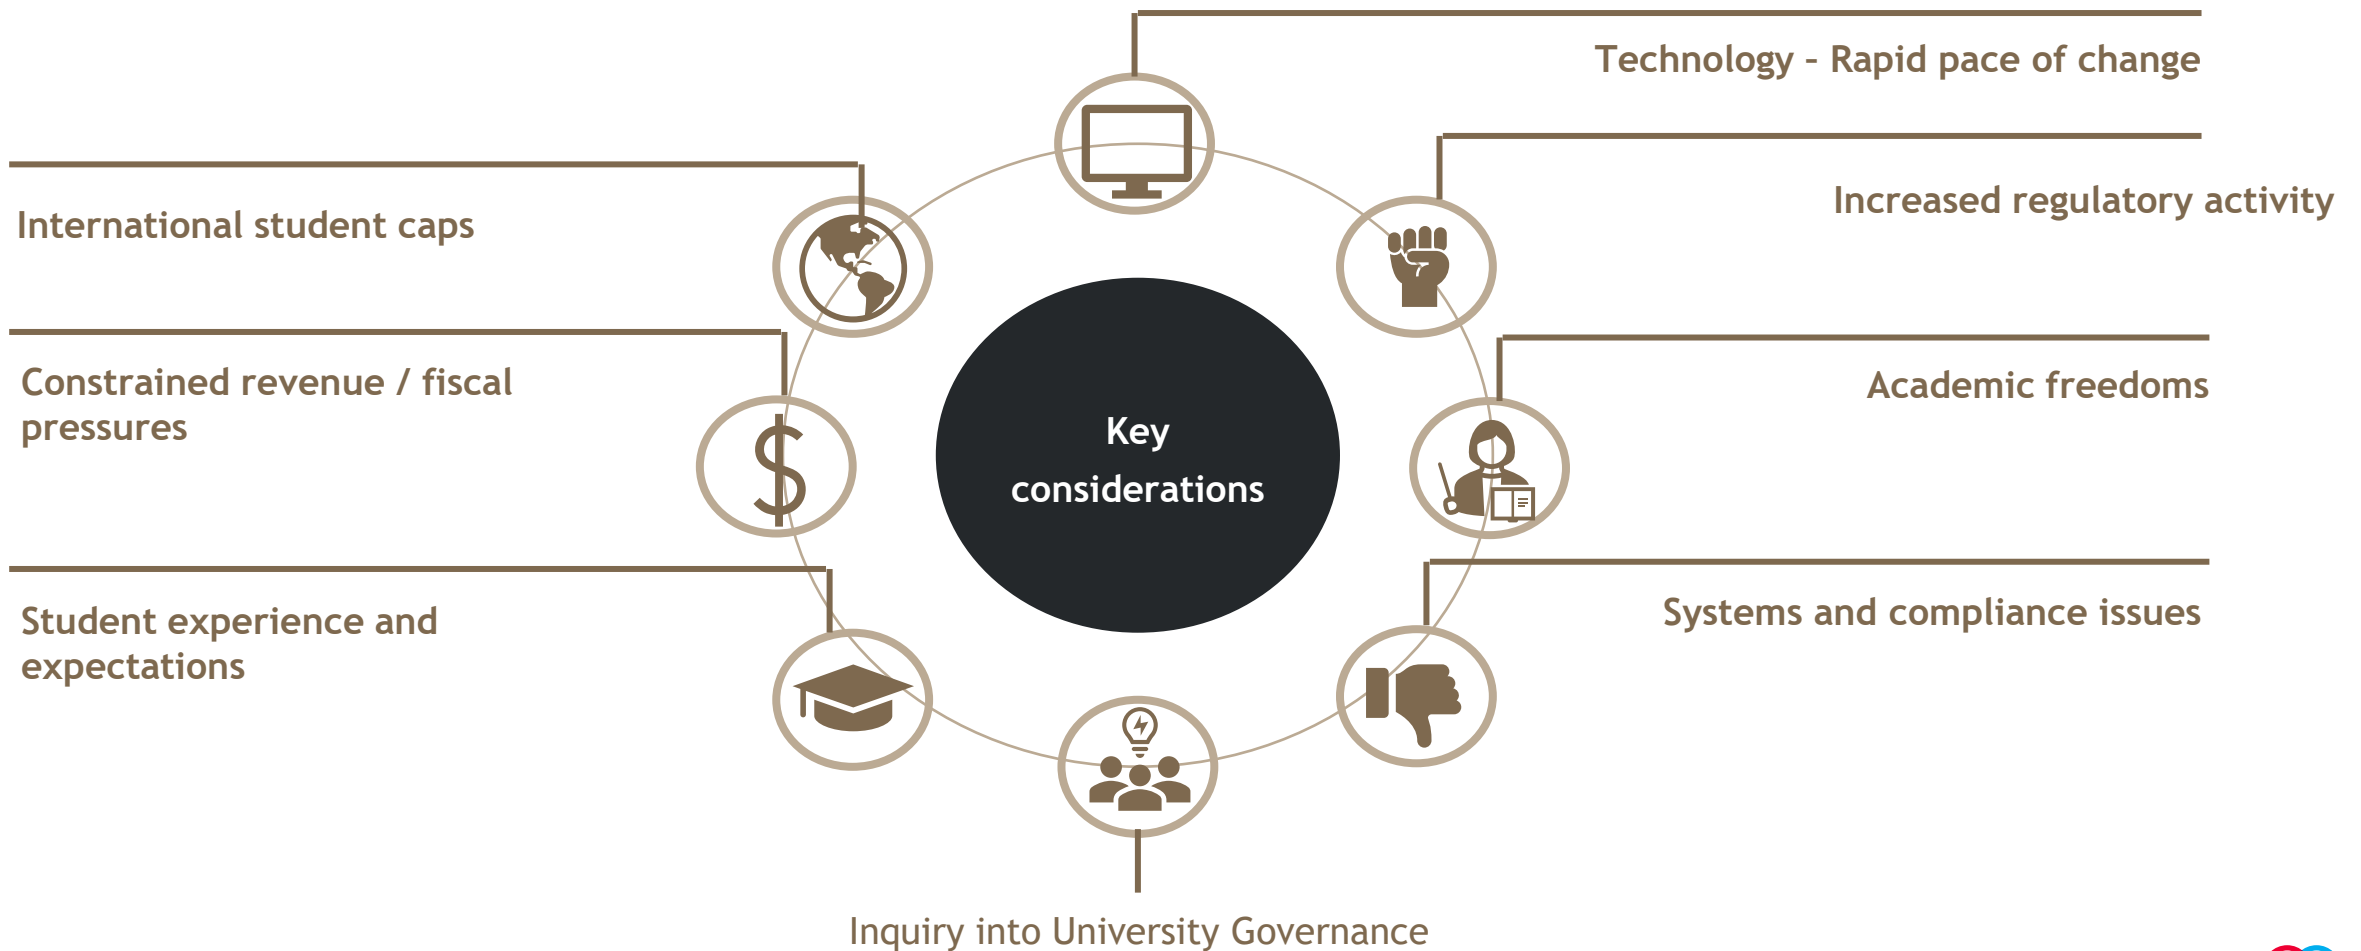 Technology – Rapid pace of change
Increased regulatory activity
International student caps
Academic freedoms
Constrained revenue / fiscal
pressures
Key
considerations
Systems and compliance issues
Student experience and
expectations
Inquiry into University Governance